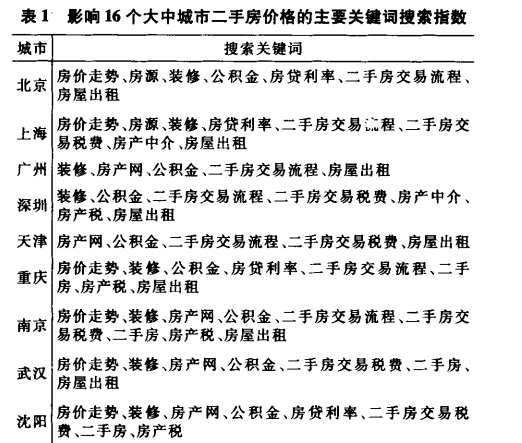 表1 影响16个大中城市二手房价格的主要关键词搜索指数
城市 搜索关键词
北京 房价走势、房源、装修、公积金、房贷利率、二手房交易流程、
房屋出租
上海 房价走势、房源、装修、房贷利率、二手房交易流程、二手房交
易税费、房产中介、房屋出租
广州 装修、房产网、公积金、二手房交易流程、房屋出租
深圳 装修、公积金、二手房交易流程、二手房交易税费、房产中介、
房产税、房屋出租
天津 房产网、公积金、二手房交易流程、二手房交易税费、房屋出租
重庆 房价走势、装修、公积金、房贷利率、二手房交易流程、二手
房、房产税、房屋出租
南京 房价走势、装修、房产网、公积金、二手房交易流程、二手房交
易税费、二手房、房产税、房屋出租
武汉 房价走势、装修、房产网、公积金、二手房交易税费、二手房、
房屋出租
沈阳 房价走势、装修、房产网、公积金、房贷利率、二手房交易税
费、二手房、房产税